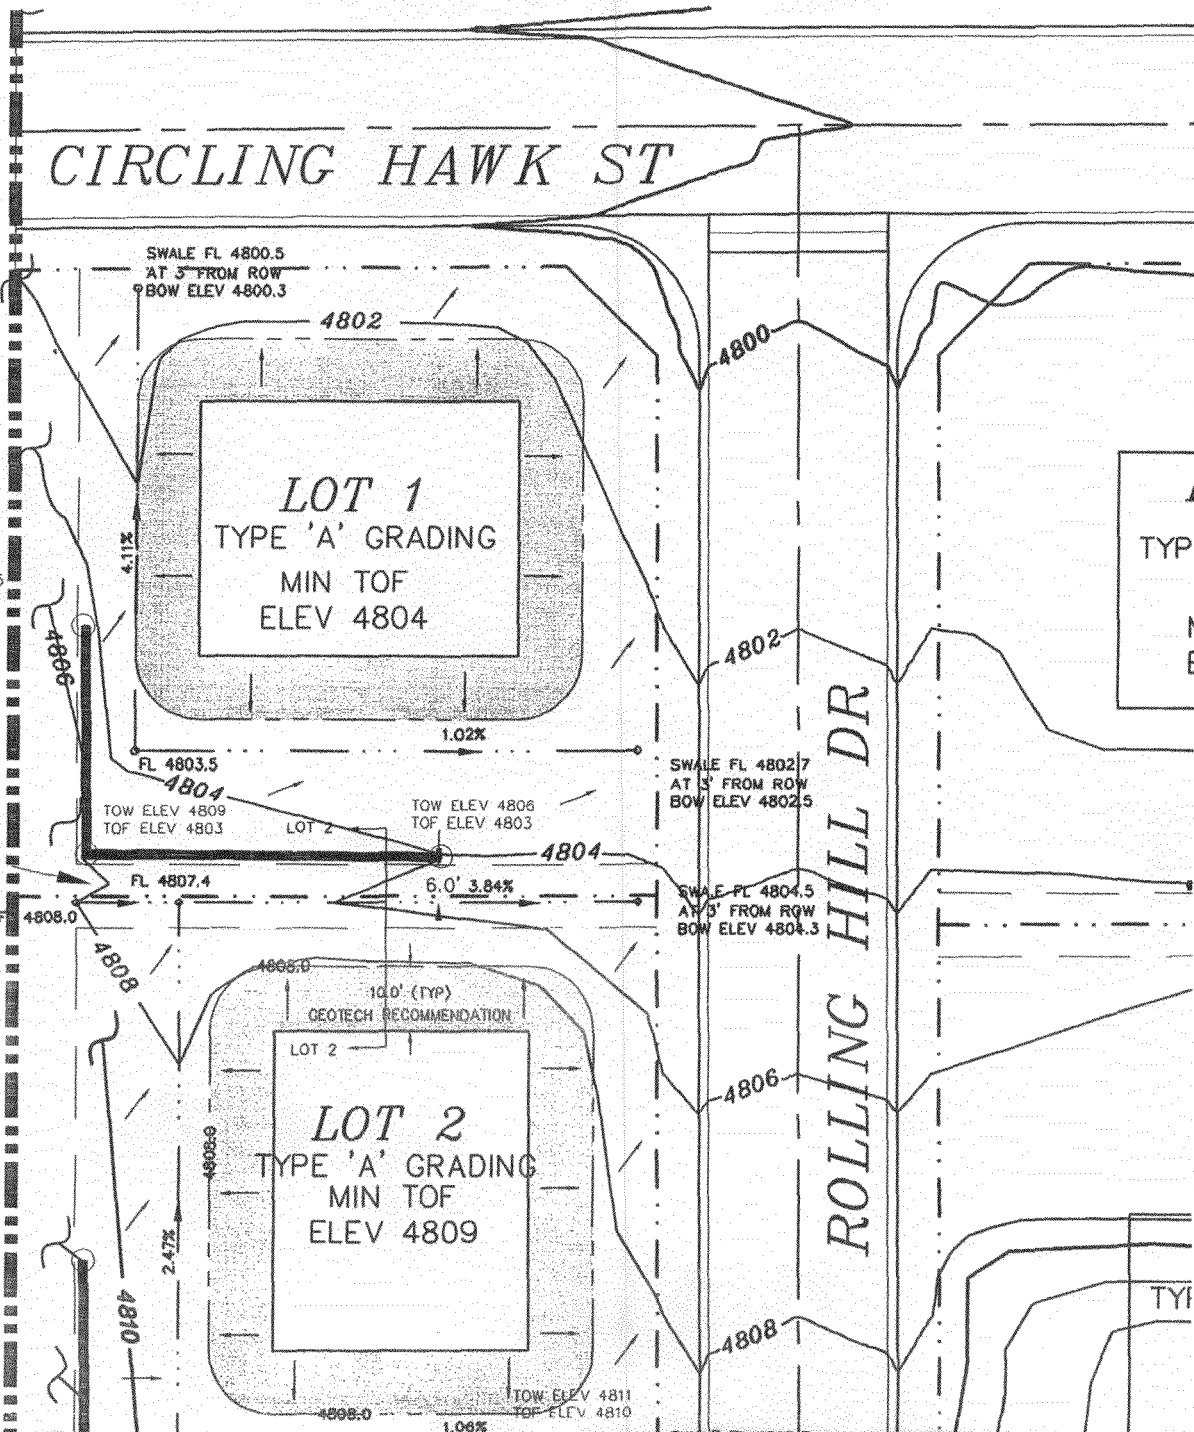 CIRCLING HAWK ST
SWALE FL 4800.5
AT 3' FROM ROW
BOW ELEV 4800.3
4802
4800
LOT 1
TYPE 'A' GRADING
MIN TOF
ELEV 4804
4.11%
4806
4802
TYP
1.02%
FL 4803.5
4804
TOW ELEV 4809
TOF ELEV 4803
LOT 2
TOW ELEV 4806
TOF ELEV 4803
SWALE FL 4802.7
AT 3' FROM ROW
BOW ELEV 4802.5
ROLLING HILL DR
4804
FL 4807.4
6.0' 3.84%
SWALE FL 4804.5
AT 3' FROM ROW
BOW ELEV 4804.3
4808.0
4808
4808.0
10.0' (TYP)
GEOTECH RECOMMENDATION
LOT 2
4806
LOT 2
TYPE 'A' GRADING
MIN TOF
ELEV 4809
4808.0
2.47%
4810
4808
TYP
TOW ELEV 4811
TOF ELEV 4810
4808.0
1.06%